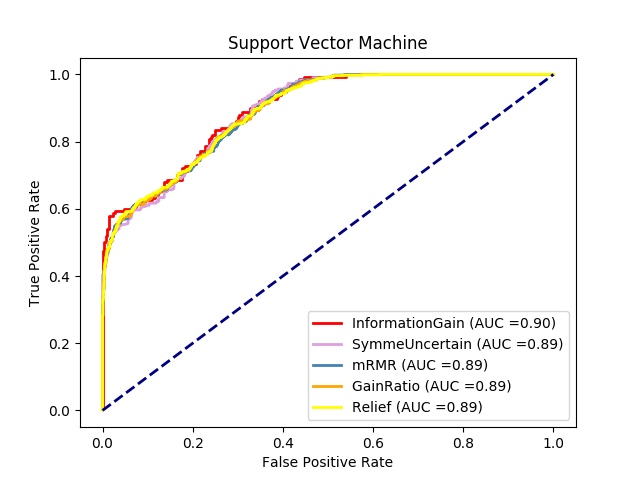 Support Vector Machine
True Positive Rate
1.0
0.8
0.6
0.4
0.2
0.0
InformationGain (AUC =0.90)
SymmeUncertain (AUC =0.89)
mRMR (AUC =0.89)
GainRatio (AUC =0.89)
Relief (AUC =0.89)
0.0 0.2 0.4 0.6 0.8 1.0
False Positive Rate